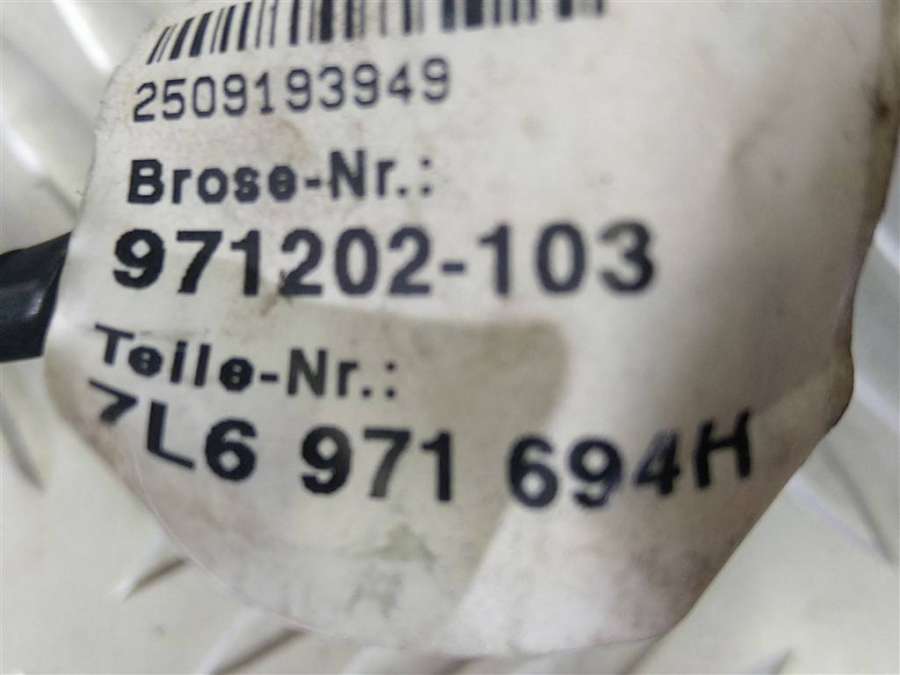 2509193949
Brose-Nr.:
971202-103
Teile-Nr.:
7L6 971 694H